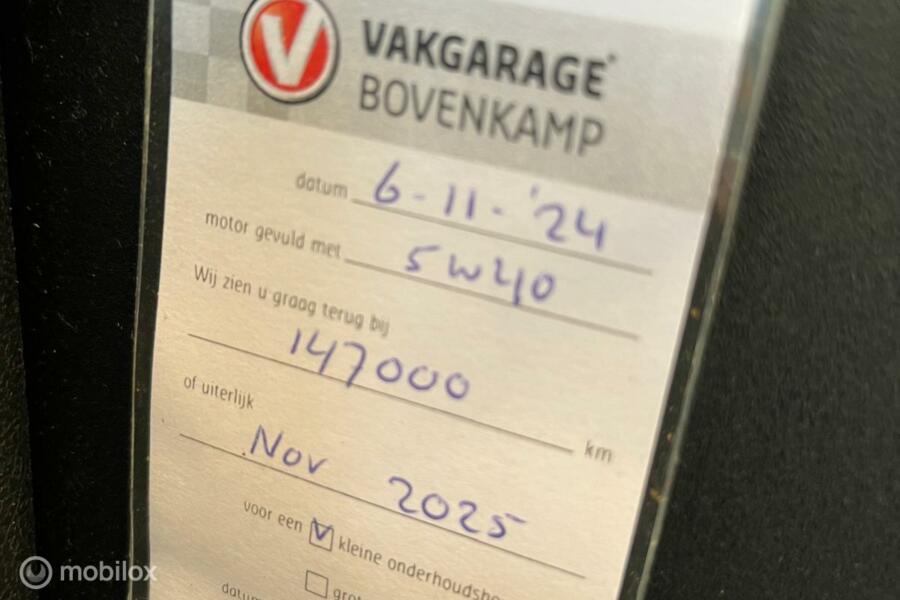 V VAKGARAGE
BOVENKAMP
datum 6-11-'24
motor gevuld met 5W40
Wij zien u graag terug bij
147000 km
of uiterlijk
Nov 2025
voor een V kleine
datum
mobilox